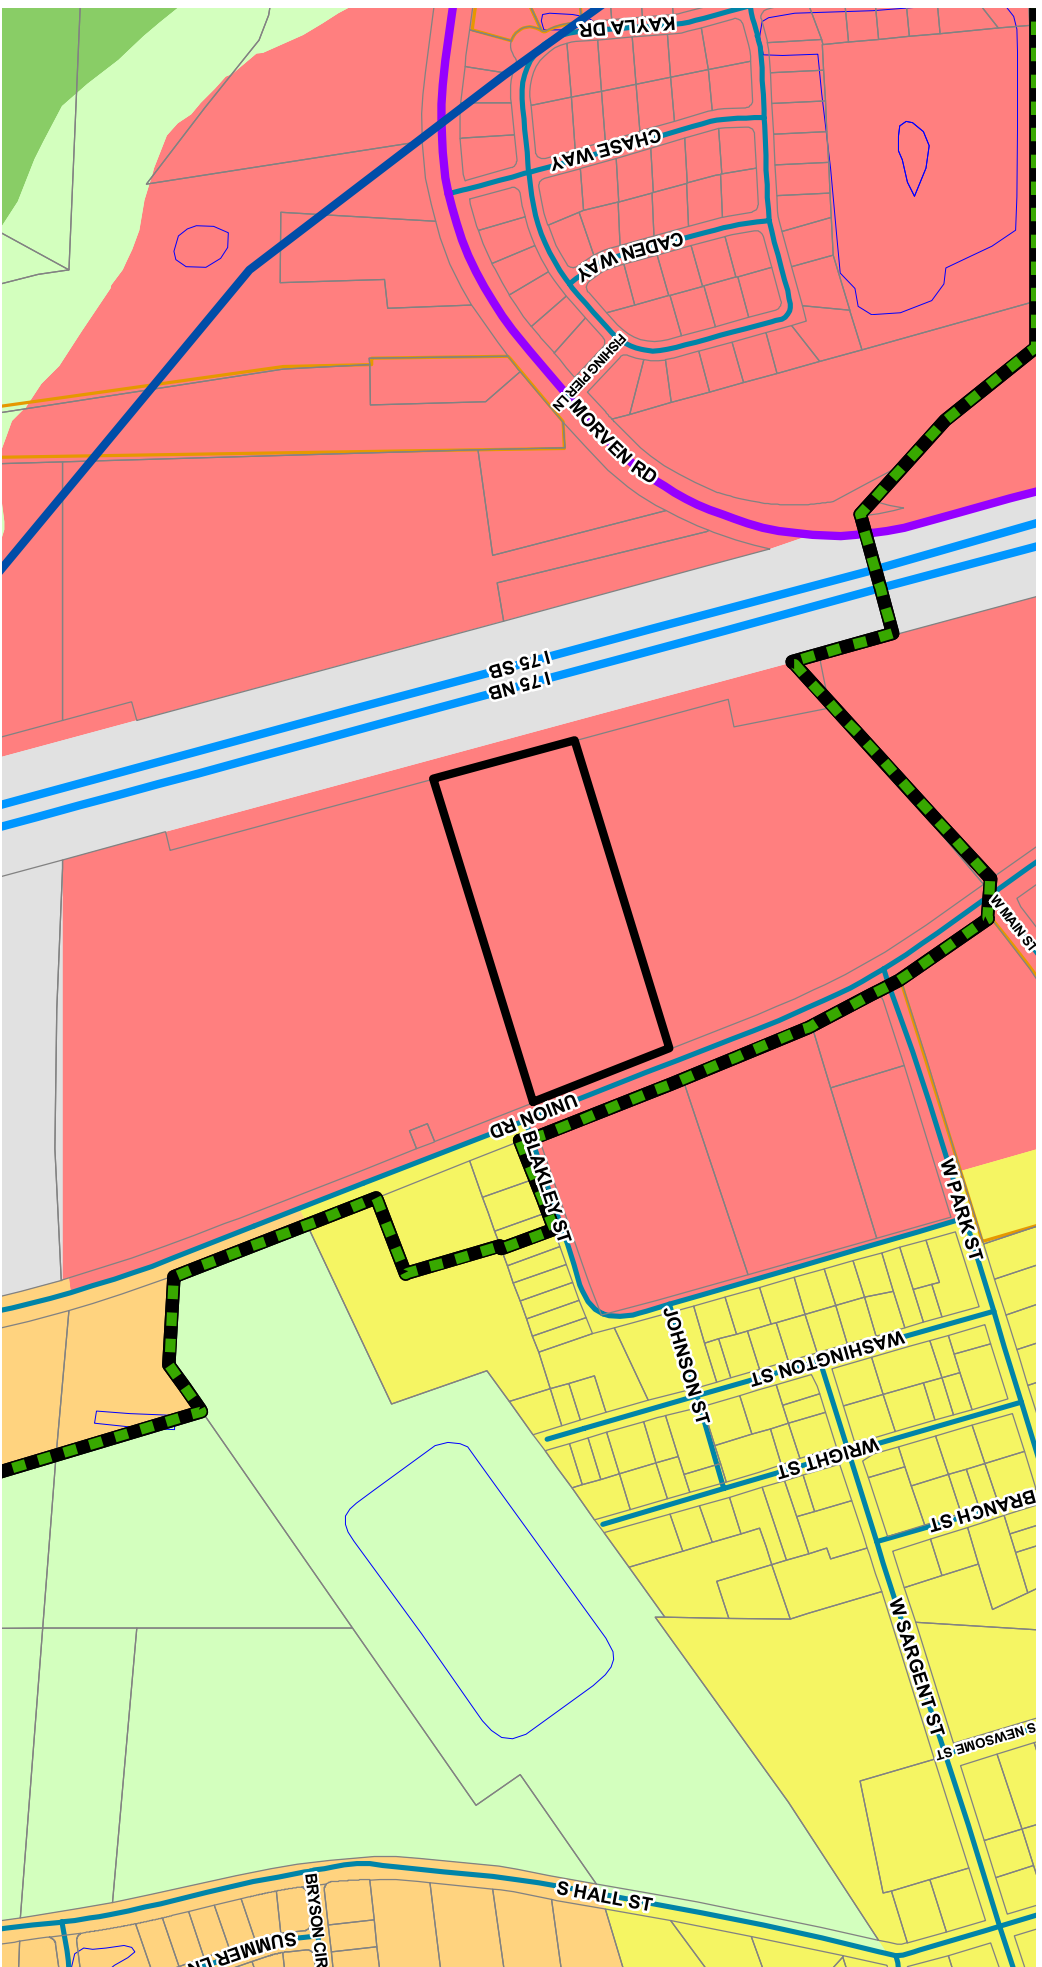 KAYLA DR
CHASE WAY
CADEN WAY
FISHING PIER
LN
MORVEN RD
I 75 SB
I 75 NB
W MAIN ST
UNION RD
BLAKLEY ST
W PARK ST
JOHNSON ST
WASHINGTON ST
WRIGHT ST
BRANCH ST
W SARGENT ST
S NEWSOME ST
S HALL ST
BRYSON CIR
SUMMER LN